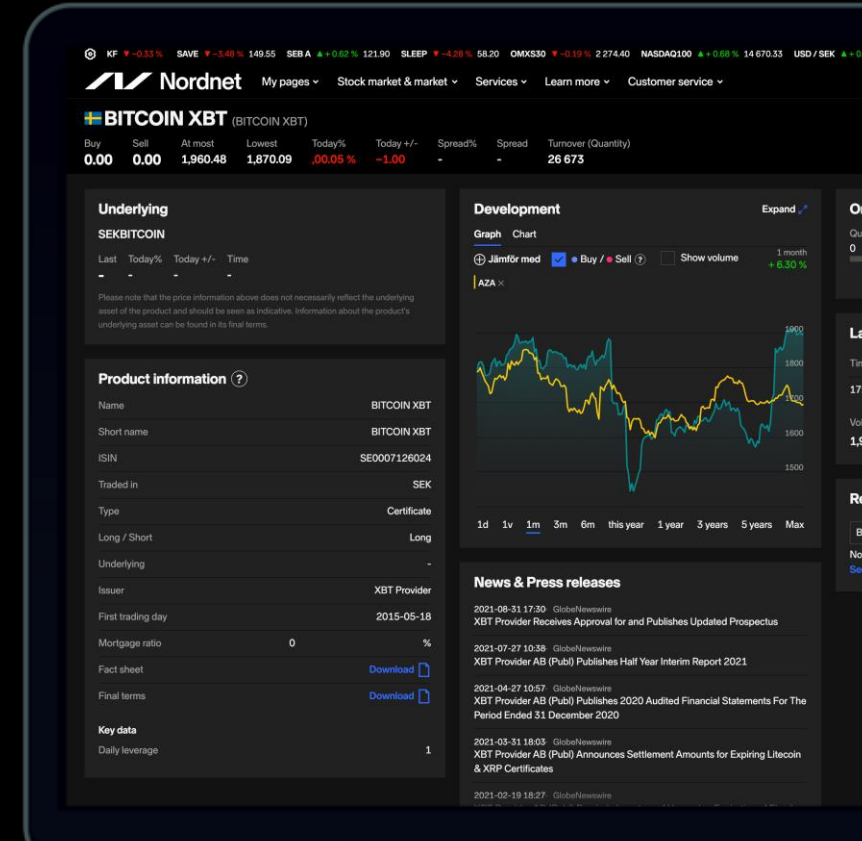 KF ▼ -0.33 % SAVE ▼ -3.48 % 149.55 SEB A ▲ + 0.62 % 121.90 SLEEP ▼ -4.28 % 58.20 OMXS30 ▼ -0.19 % 2 274.40 NASDAQ100 ▲ + 0.68 % 14 670.33 USD / SEK ▲ + 0
Nordnet My pages Stock market & market Services Learn more Customer service
BITCOIN XBT (BITCOIN XBT)
Buy Sell At most Lowest Today% Today +/- Spread% Spread Turnover (Quantity)
0.00 0.00 1,960.48 1,870.09 ,00.05 % -1.00 - - 26 673
Underlying
SEKBITCOIN
Last Today% Today +/- Time
- - - -
Please note that the price information above does not necessarily reflect the underlying
asset of the product and should be seen as indicative. Information about the product's
underlying asset can be found in its final terms.
Product information ?
Name BITCOIN XBT
Short name BITCOIN XBT
ISIN SE0007126024
Traded in SEK
Type Certificate
Long / Short Long
Underlying -
Issuer XBT Provider
First trading day 2015-05-18
Mortgage ratio 0 %
Fact sheet Download
Final terms Download
Key data
Daily leverage 1
Development Expand
Graph Chart
Jämför med Buy / Sell ? Show volume 1 month
+ 6.30 %
AZA ×
1900
1800
1700
1600
1500
1d 1v 1m 3m 6m this year 1 year 3 years 5 years Max
News & Press releases
2021-08-31 17:30 GlobeNewswire
XBT Provider Receives Approval for and Publishes Updated Prospectus
2021-07-27 10:38 GlobeNewswire
XBT Provider AB (Publ) Publishes Half Year Interim Report 2021
2021-04-27 10:57 GlobeNewswire
XBT Provider AB (Publ) Publishes 2020 Audited Financial Statements For The
Period Ended 31 December 2020
2021-03-31 18:03 GlobeNewswire
XBT Provider AB (Publ) Announces Settlement Amounts for Expiring Litecoin
& XRP Certificates
2021-02-19 18:27 GlobeNewswire
Qu
0
La
17
Vo
Re
No
Se